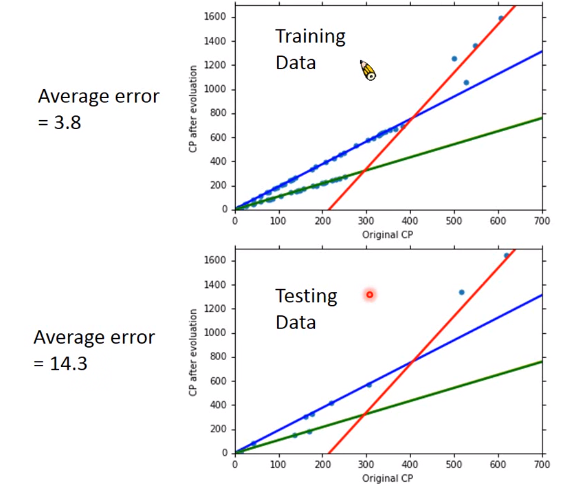 Training
Data
Average error
= 3.8
CP after evoluation
1600
1400
1200
1000
800
600
400
200
0
0 100 200 300 400 500 600 700
Original CP
Testing
Data
Average error
= 14.3
CP after evoluation
1600
1400
1200
1000
800
600
400
200
0
0 100 200 300 400 500 600 700
Original CP